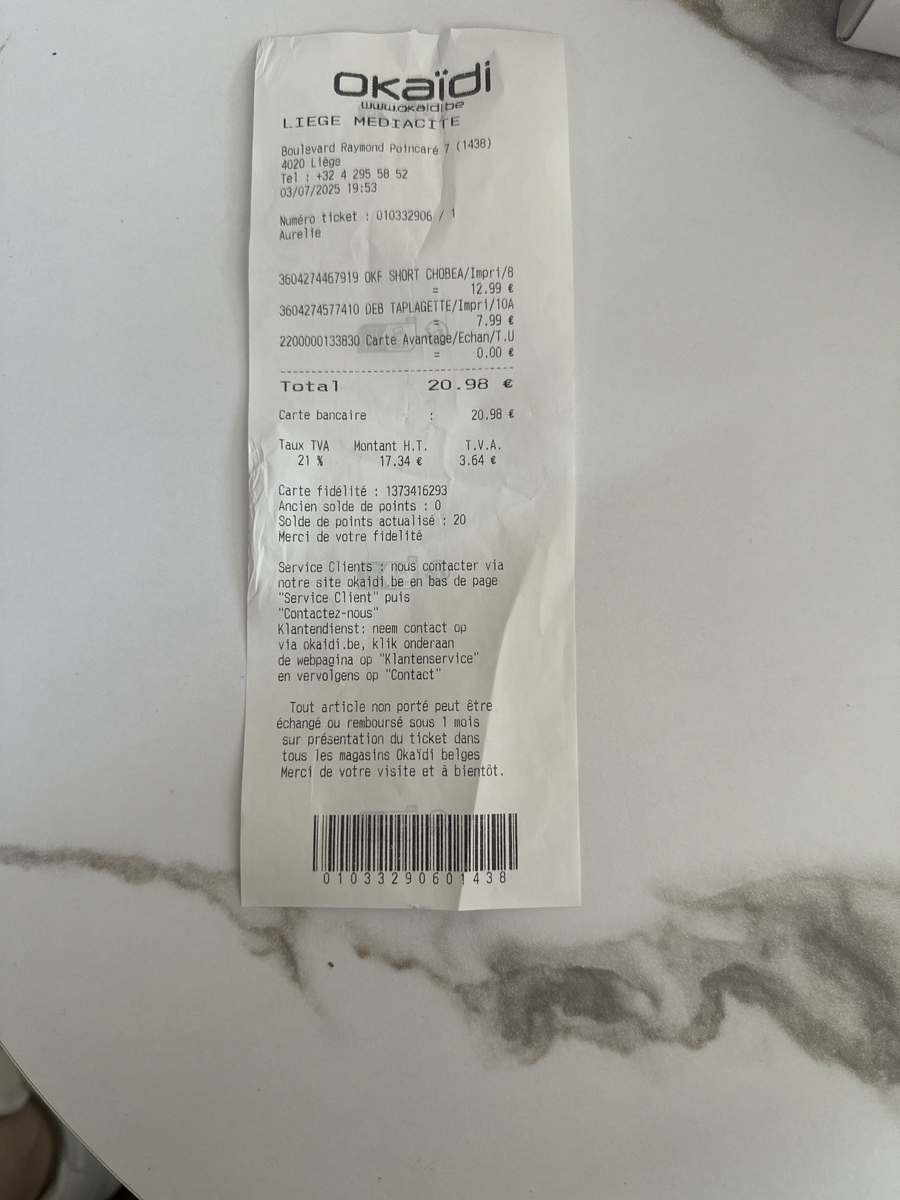 Okaïdi
www.okaidi.be
LIEGE MEDIACITE
Boulevard Raymond Poincaré 7 (1438)
4020 Liège
Tel : +32 4 295 58 52
03/07/2025 19:53
Numéro ticket : 010332906 / 1
Aurelie
3604274467919 OKF SHORT CHOBEA/Impri/8
= 12.99 €
3604274577410 DEB TAPLAGETTE/Impri/10A
= 7.99 €
2200000133830 Carte Avantage/Echan/T.U
= 0.00 €
Total 20.98 €
Carte bancaire : 20.98 €
Taux TVA Montant H.T. T.V.A.
21 % 17.34 € 3.64 €
Carte fidélité : 1373416293
Ancien solde de points : 0
Solde de points actualisé : 20
Merci de votre fidelité
Service Clients : nous contacter via
notre site okaidi.be en bas de page
"Service Client" puis
"Contactez-nous"
Klantendienst: neem contact op
via okaidi.be, klik onderaan
de webpagina op "Klantenservice"
en vervolgens op "Contact"
Tout article non porté peut être
échangé ou remboursé sous 1 mois
sur présentation du ticket dans
tous les magasins Okaïdi belges
Merci de votre visite et à bientôt.
01033290601438